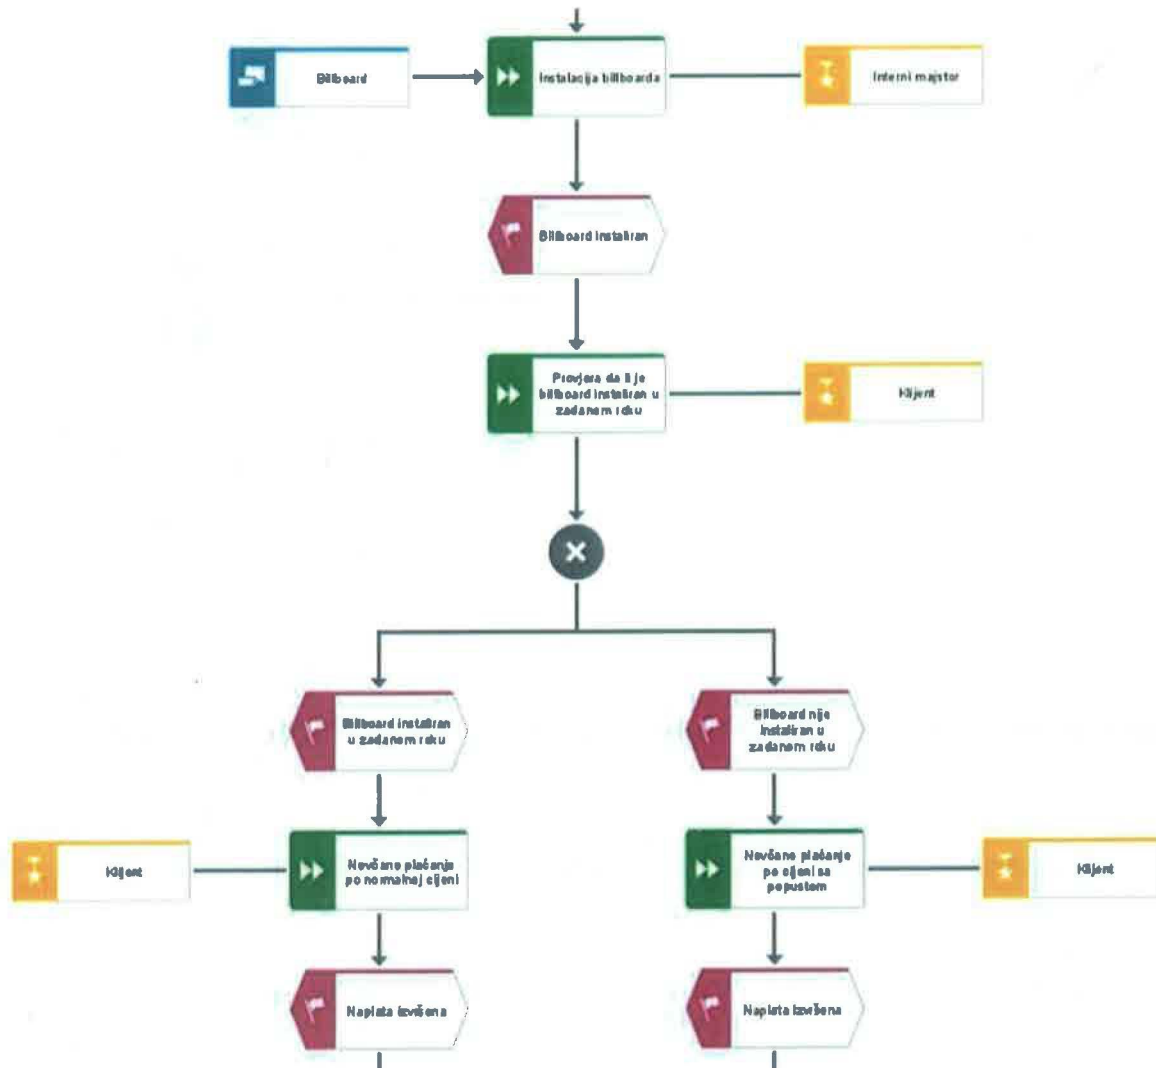 Billboard
Instalacija billboarda
Interni majstor
Billboard instaliran
Provjera da li je
billboard instaliran u
zadanom roku
Klijent
Billboard instaliran
u zadanom roku
Billboard nije
instaliran u
zadanom roku
Klijent
Novčano plaćanje
po normalnoj cijeni
Novčano plaćanje
po cijeni sa
popustom
Klijent
Naplata izvršena
Naplata izvršena